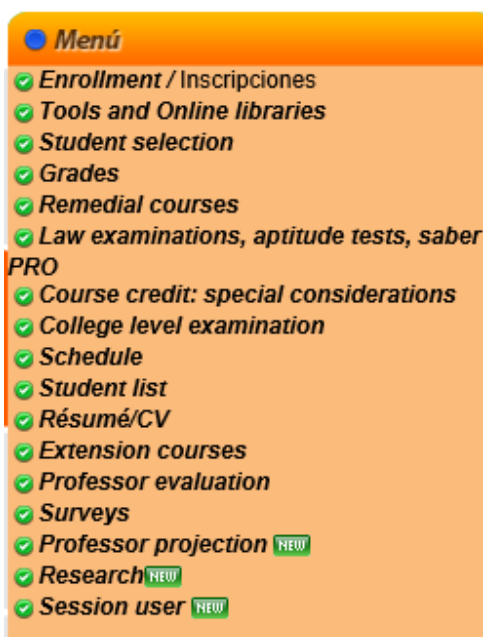 Menú
Enrollment / Inscripciones
Tools and Online libraries
Student selection
Grades
Remedial courses
Law examinations, aptitude tests, saber
PRO
Course credit: special considerations
College level examination
Schedule
Student list
Résumé/CV
Extension courses
Professor evaluation
Surveys
Professor projection NEW
Research NEW
Session user NEW